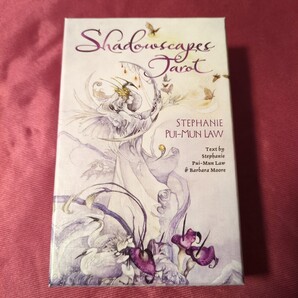 Shadowscapes
Tarot
STEPHANIE
PUI-MUN LAW
Text by
Stephanie
Pui-Mun Law
& Barbara Moore